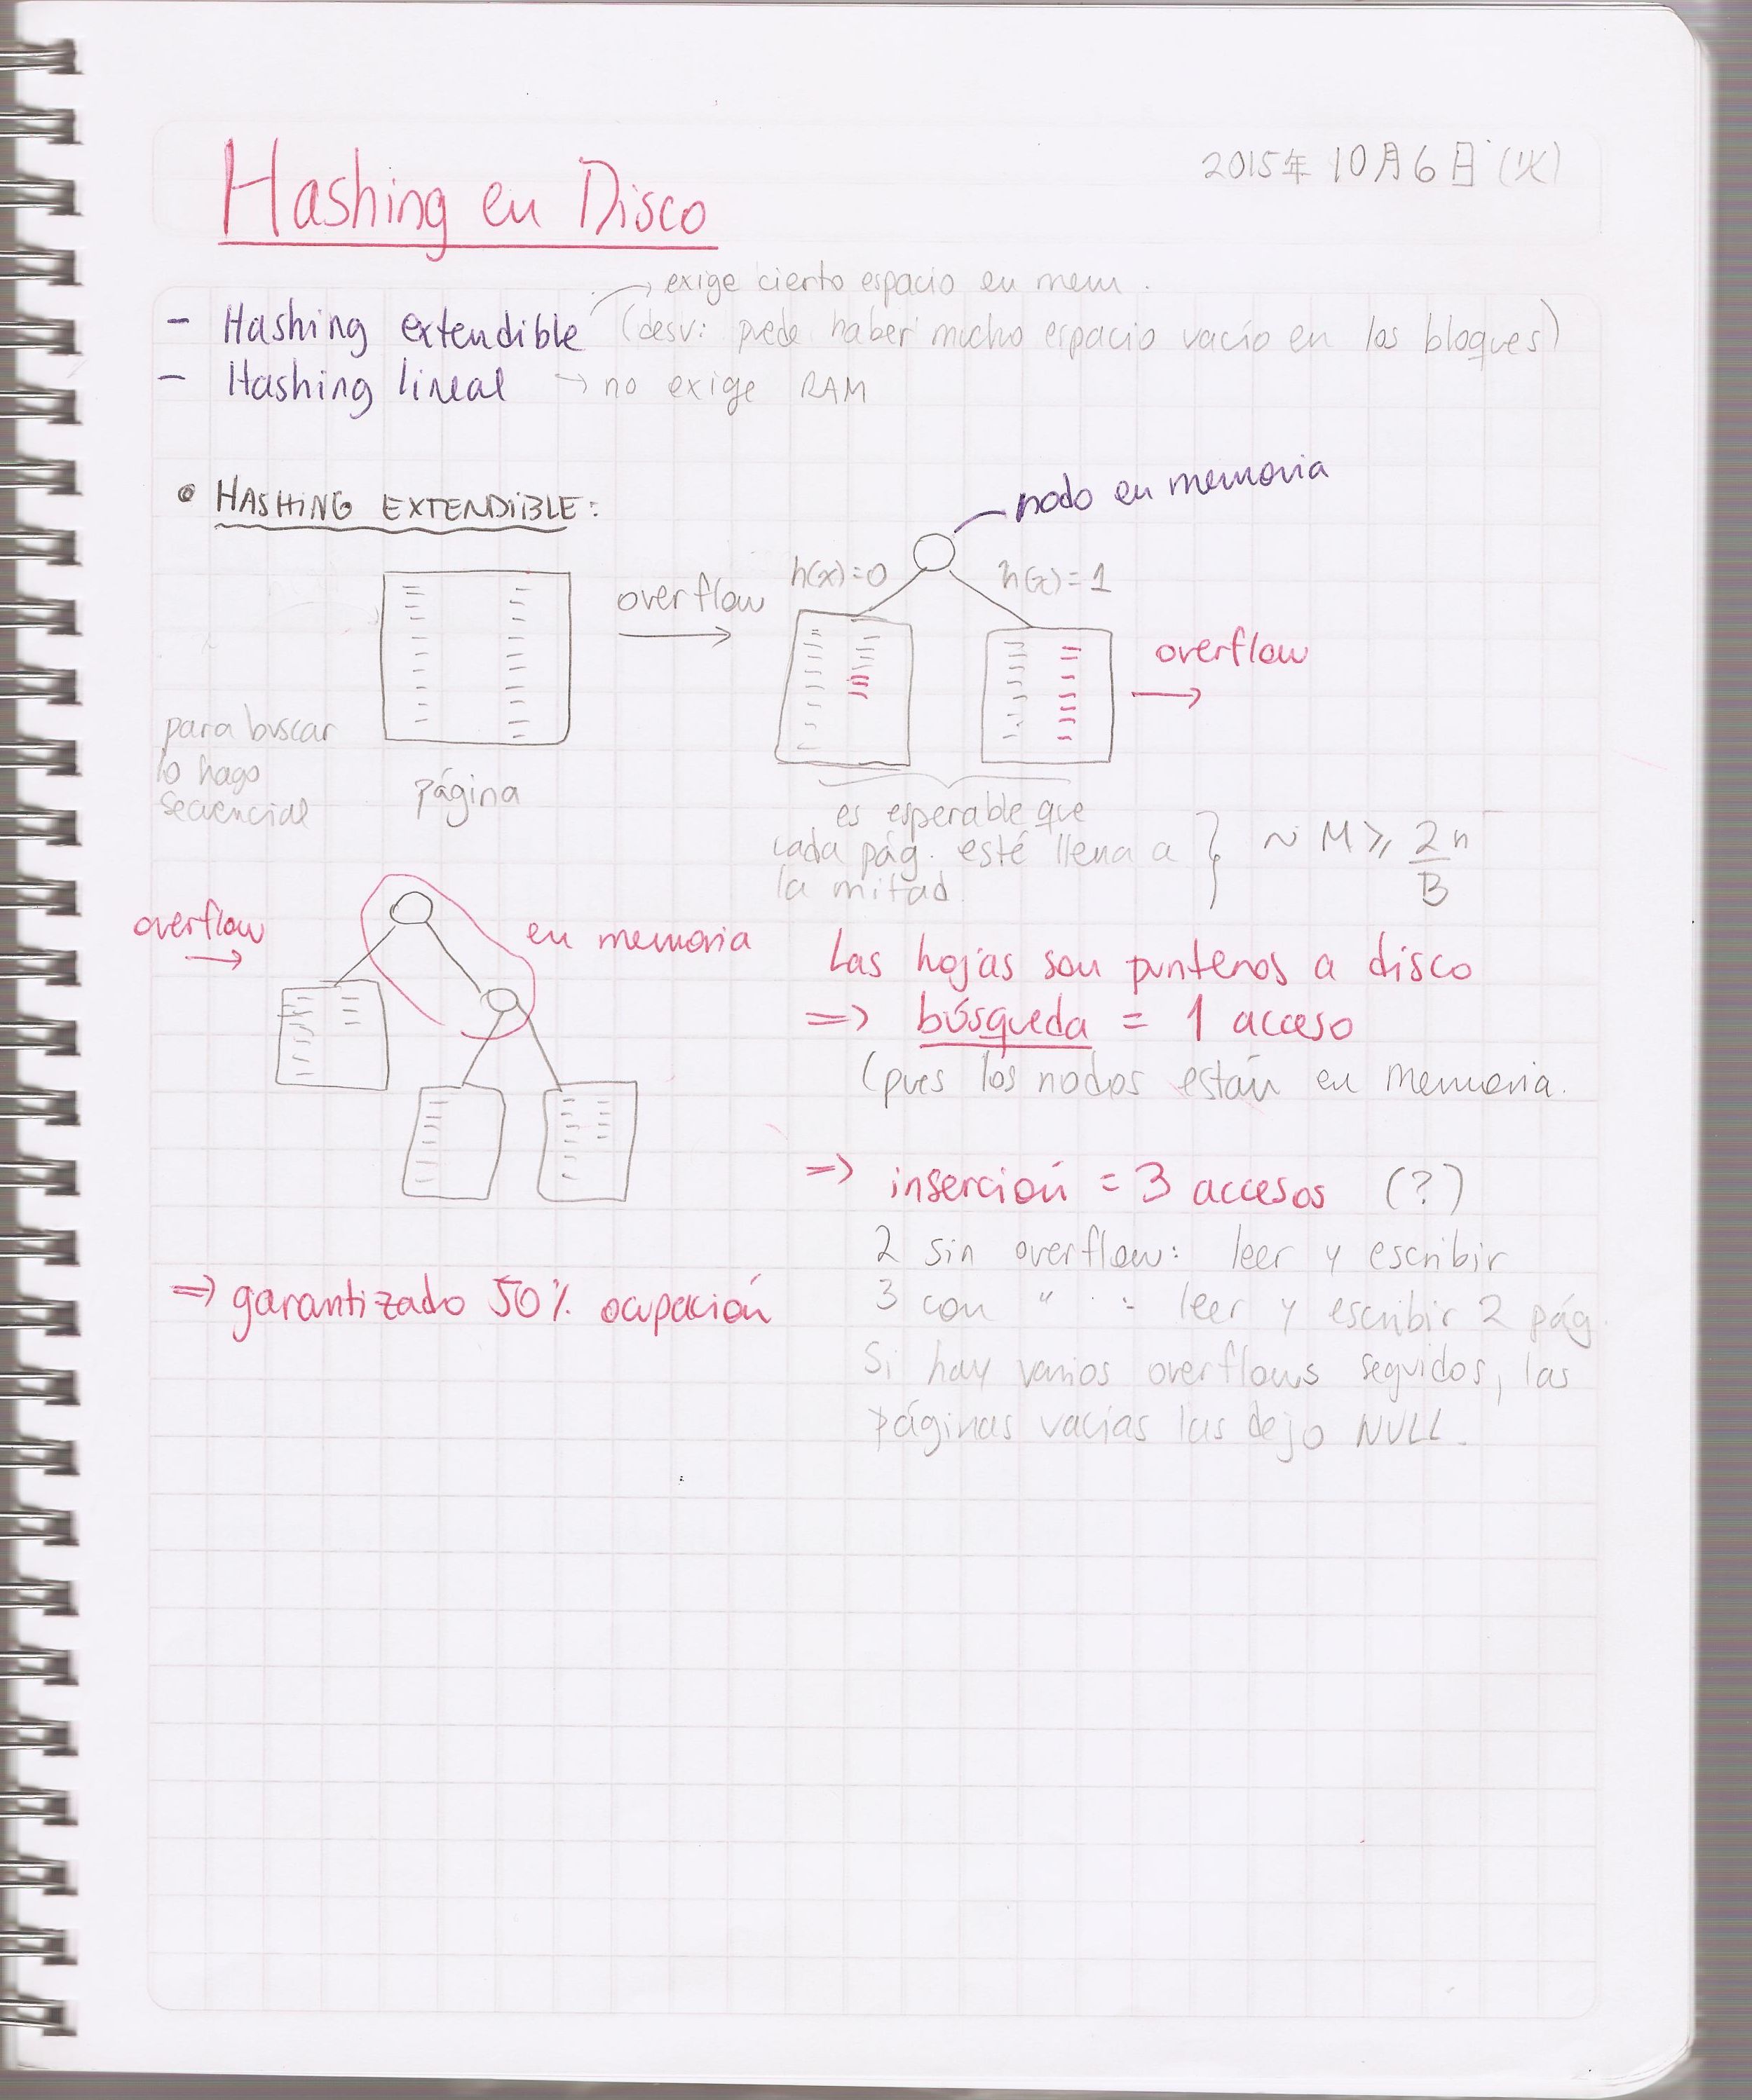 2015年10月6日(火)
Hashing en Disco
→ exige cierto espacio en mem.
- Hashing extendible (desv: puede haber mucho espacio vacío en los bloques)
- Hashing lineal → no exige RAM
• HASHING EXTENDIBLE:
nodo en memoria
h(x)=0
h(x)=1
overflow
overflow
para buscar
lo hago
secuencial
página
es esperable que
cada pág. esté llena a
la mitad.
} ~ M ≥ 2n
B
overflow
en memoria
Las hojas son punteros a disco
=> búsqueda = 1 acceso
(pues los nodos están en memoria.
=> inserción = 3 accesos (?)
2 sin overflow: leer y escribir
3 con " : leer y escribir 2 pág.
Si hay varios overflows seguidos, las
páginas vacías las dejo NULL.
=> garantizado 50% ocupación